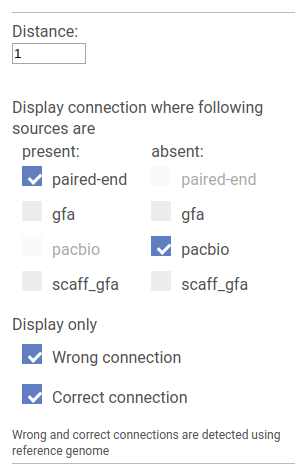 Distance:
1
Display connection where following
sources are
present: absent:
paired-end paired-end
gfa gfa
pacbio pacbio
scaff_gfa scaff_gfa
Display only
Wrong connection
Correct connection
Wrong and correct connections are detected using
reference genome